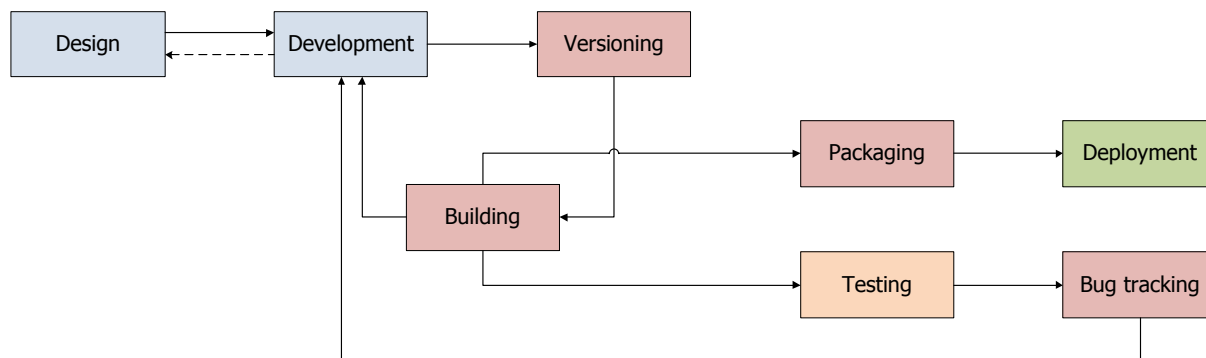 Design
Development
Versioning
Packaging
Deployment
Building
Testing
Bug tracking